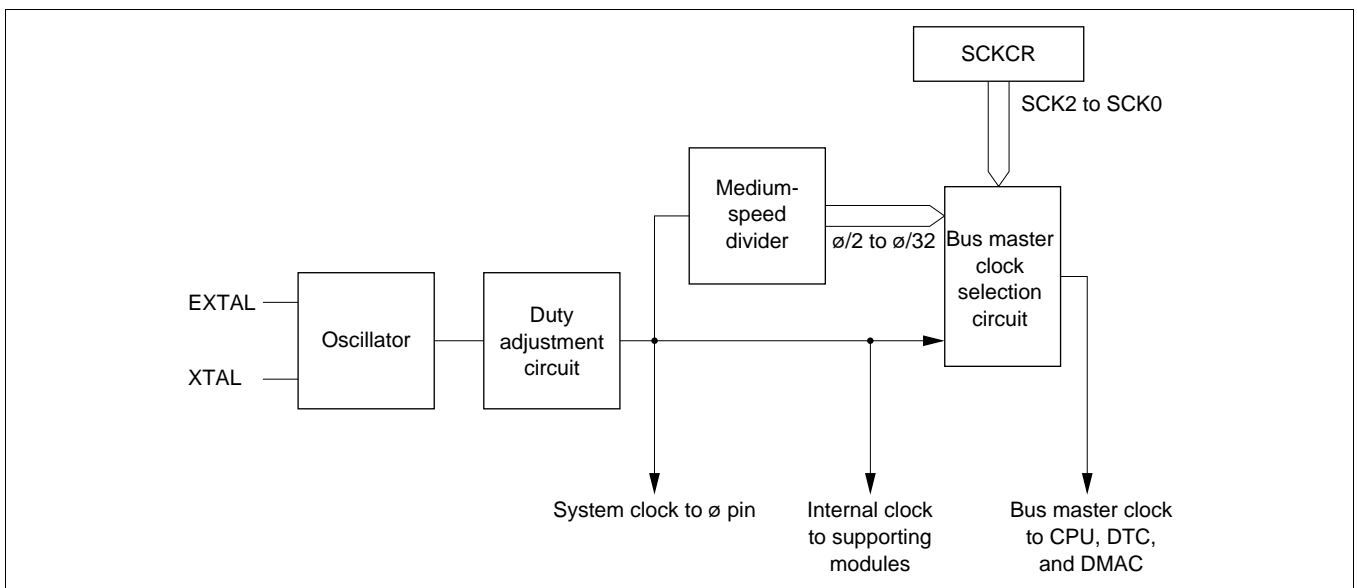 SCKCR
SCK2 to SCK0
Medium-
speed
divider
ø/2 to ø/32
Bus master
clock
selection
circuit
EXTAL
XTAL
Oscillator
Duty
adjustment
circuit
System clock to ø pin
Internal clock
to supporting
modules
Bus master clock
to CPU, DTC,
and DMAC